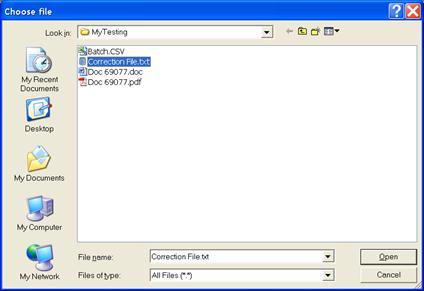 Choose file
Look in: MyTesting
Batch.CSV
Correction File.txt
Doc 69077.doc
Doc 69077.pdf
My Recent
Documents
Desktop
My Documents
My Computer
My Network
File name: Correction File.txt Open
Files of type: All Files (*.*) Cancel